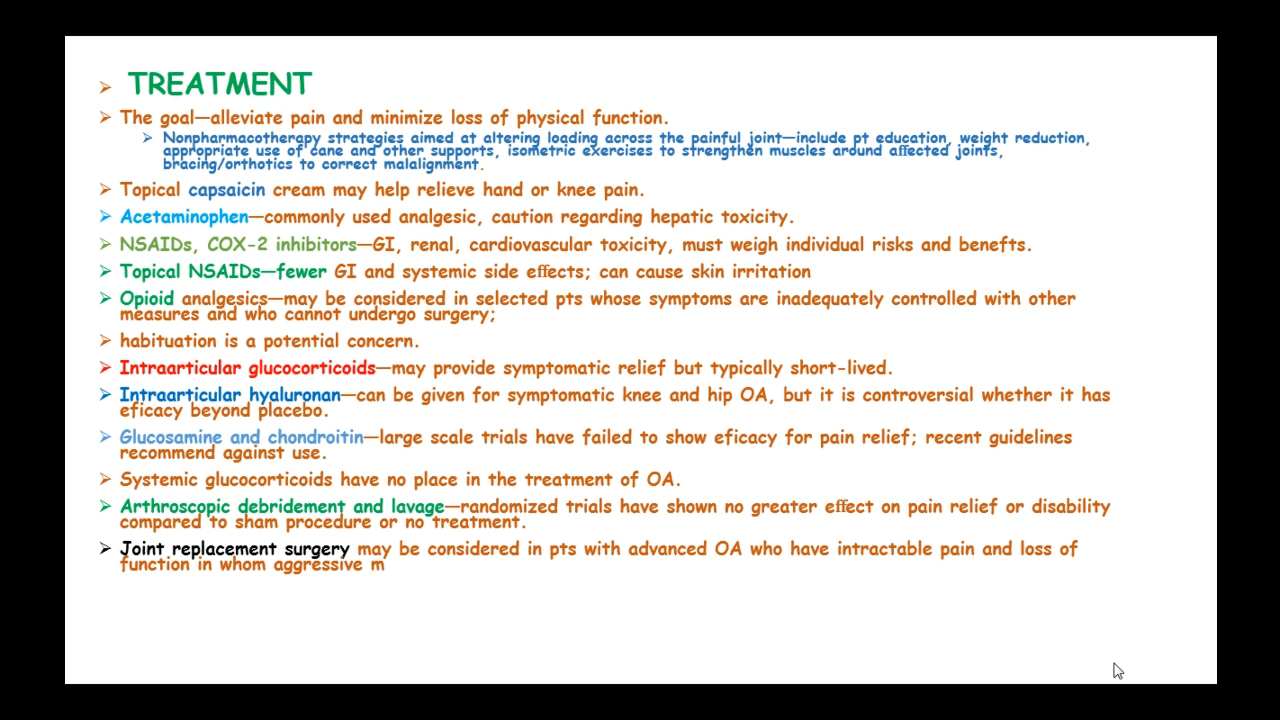 ➢ TREATMENT
➢ The goal—alleviate pain and minimize loss of physical function.
➢ Nonpharmacotherapy strategies aimed at altering loading across the painful joint—include pt education, weight reduction,
appropriate use of cane and other supports, isometric exercises to strengthen muscles around affected joints,
bracing/orthotics to correct malalignment.
➢ Topical capsaicin cream may help relieve hand or knee pain.
➢ Acetaminophen—commonly used analgesic, caution regarding hepatic toxicity.
➢ NSAIDs, COX-2 inhibitors—GI, renal, cardiovascular toxicity, must weigh individual risks and benefts.
➢ Topical NSAIDs—fewer GI and systemic side effects; can cause skin irritation
➢ Opioid analgesics—may be considered in selected pts whose symptoms are inadequately controlled with other
measures and who cannot undergo surgery;
➢ habituation is a potential concern.
➢ Intraarticular glucocorticoids—may provide symptomatic relief but typically short-lived.
➢ Intraarticular hyaluronan—can be given for symptomatic knee and hip OA, but it is controversial whether it has
eficacy beyond placebo.
➢ Glucosamine and chondroitin—large scale trials have failed to show eficacy for pain relief; recent guidelines
recommend against use.
➢ Systemic glucocorticoids have no place in the treatment of OA.
➢ Arthroscopic debridement and lavage—randomized trials have shown no greater effect on pain relief or disability
compared to sham procedure or no treatment.
➢ Joint replacement surgery may be considered in pts with advanced OA who have intractable pain and loss of
function in whom aggressive m